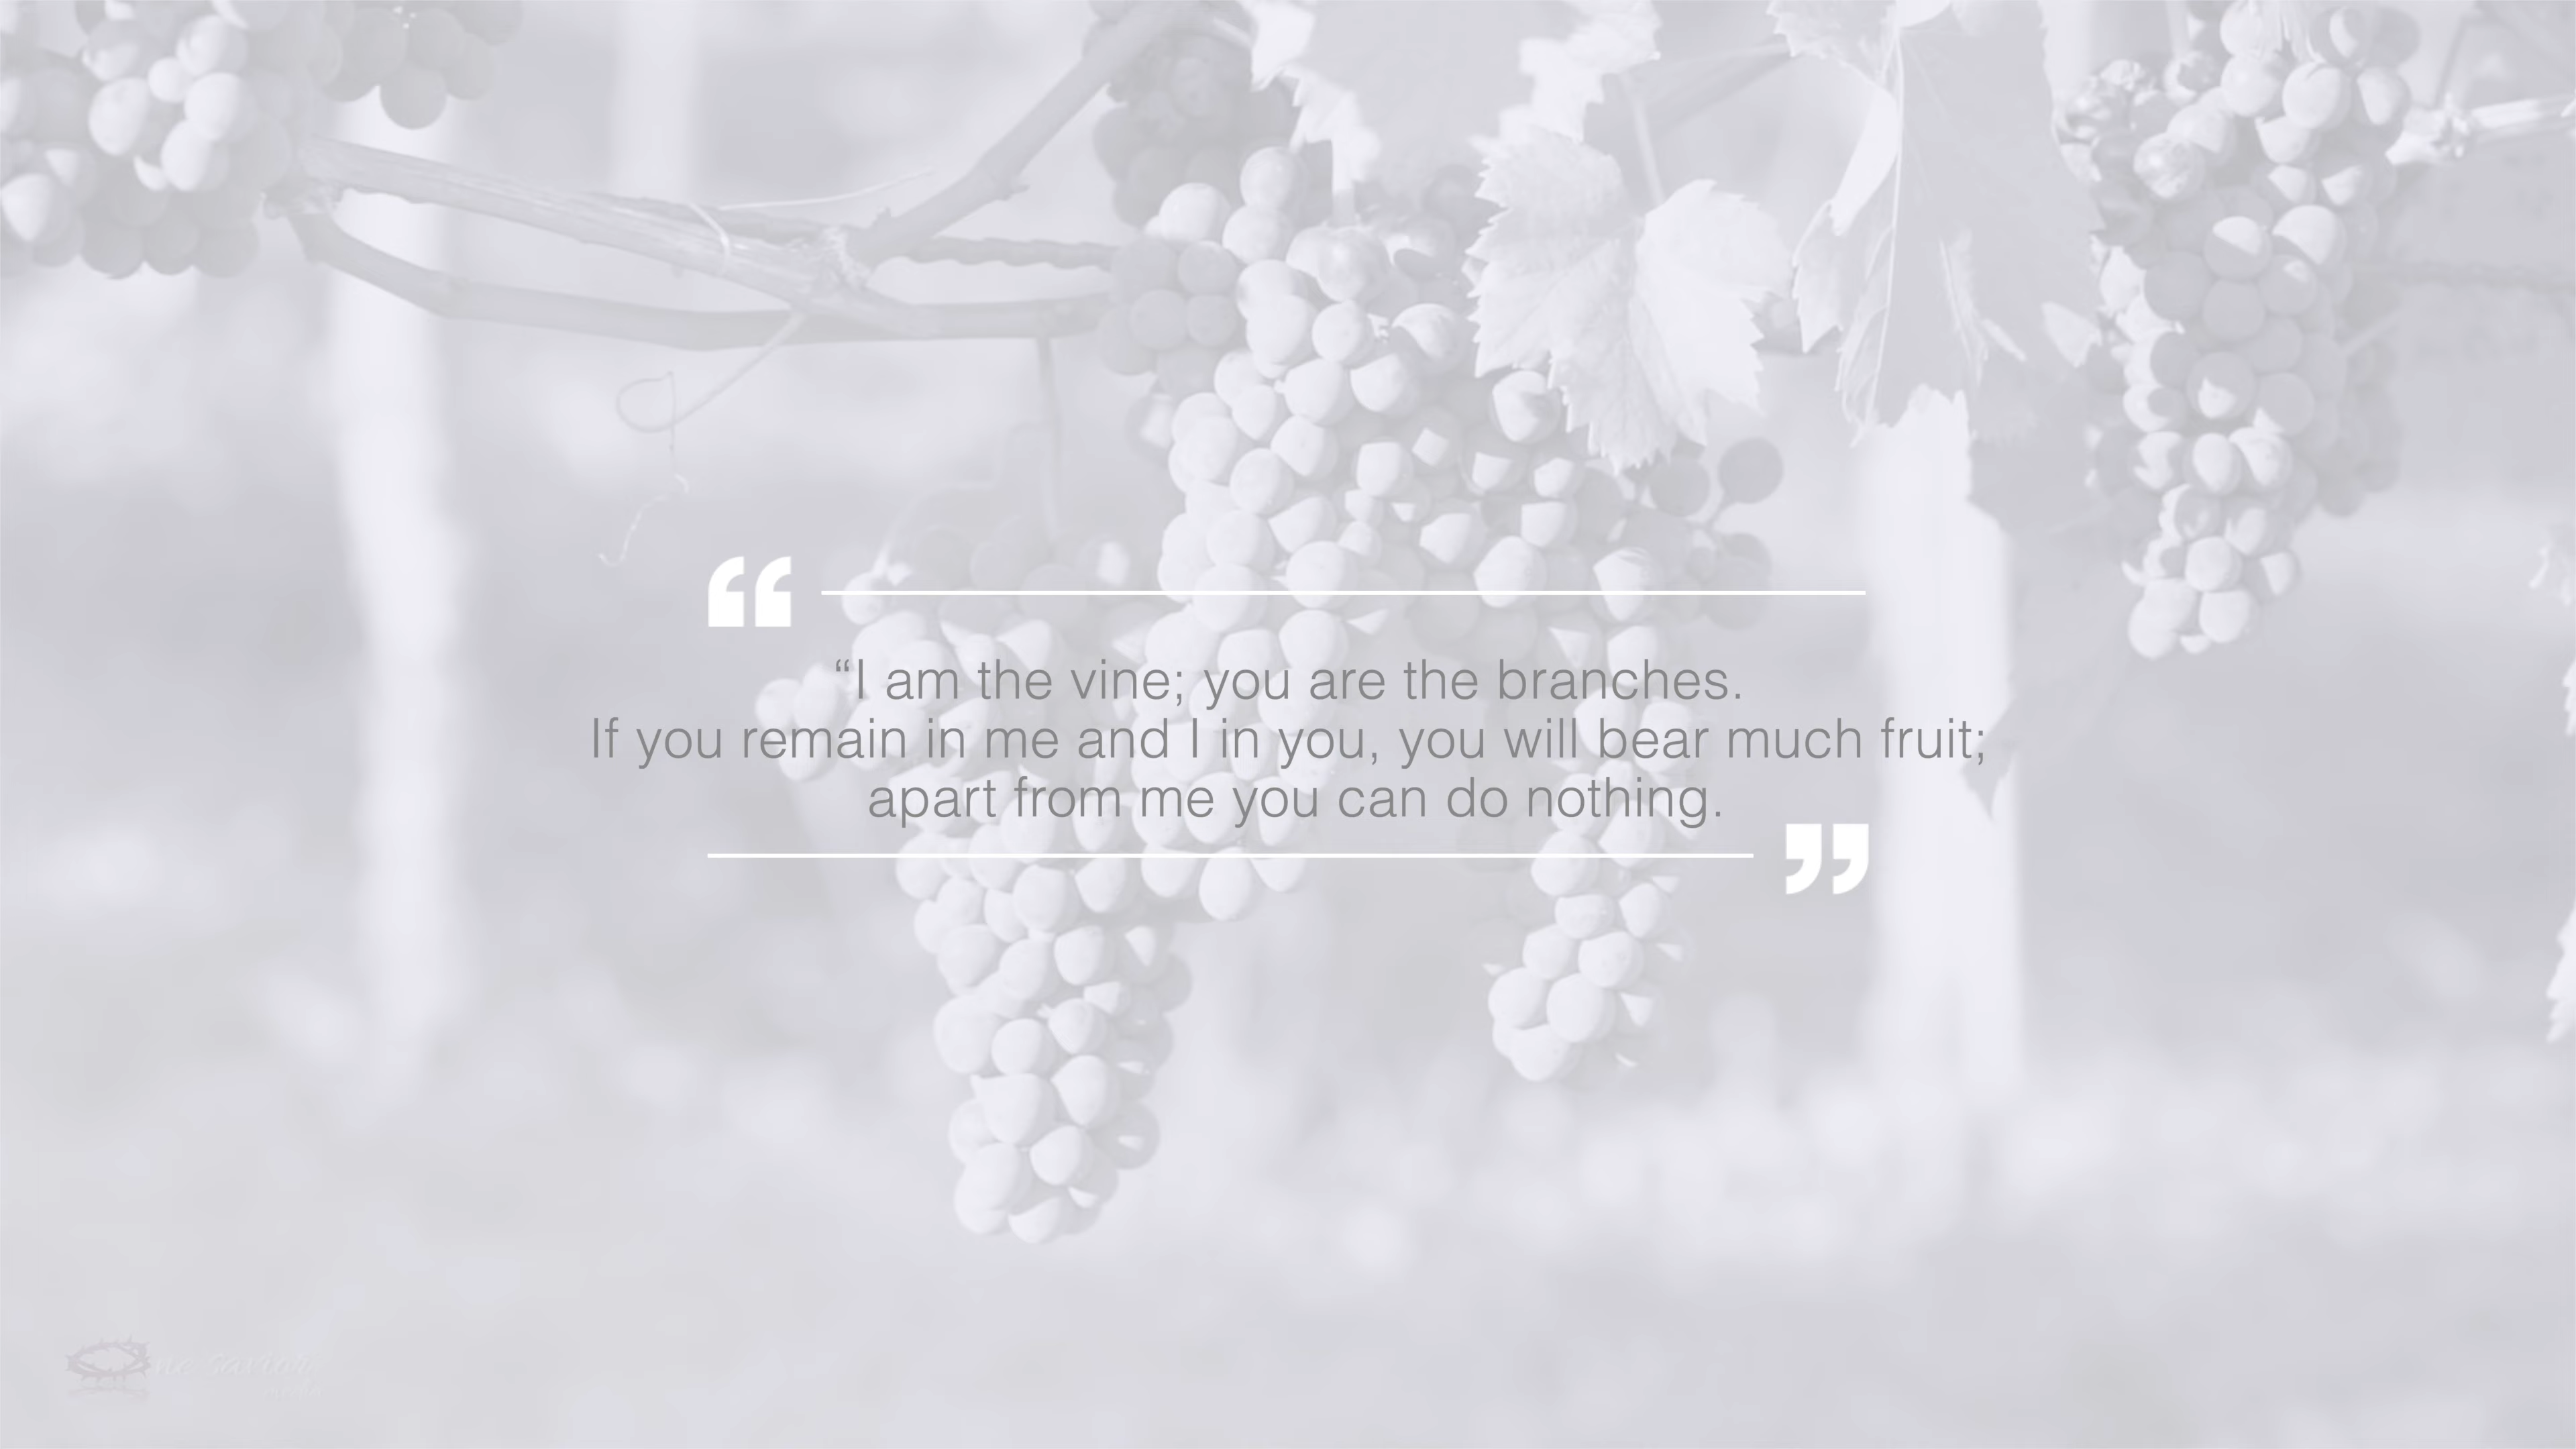 “I am the vine; you are the branches.
If you remain in me and I in you, you will bear much fruit;
apart from me you can do nothing.